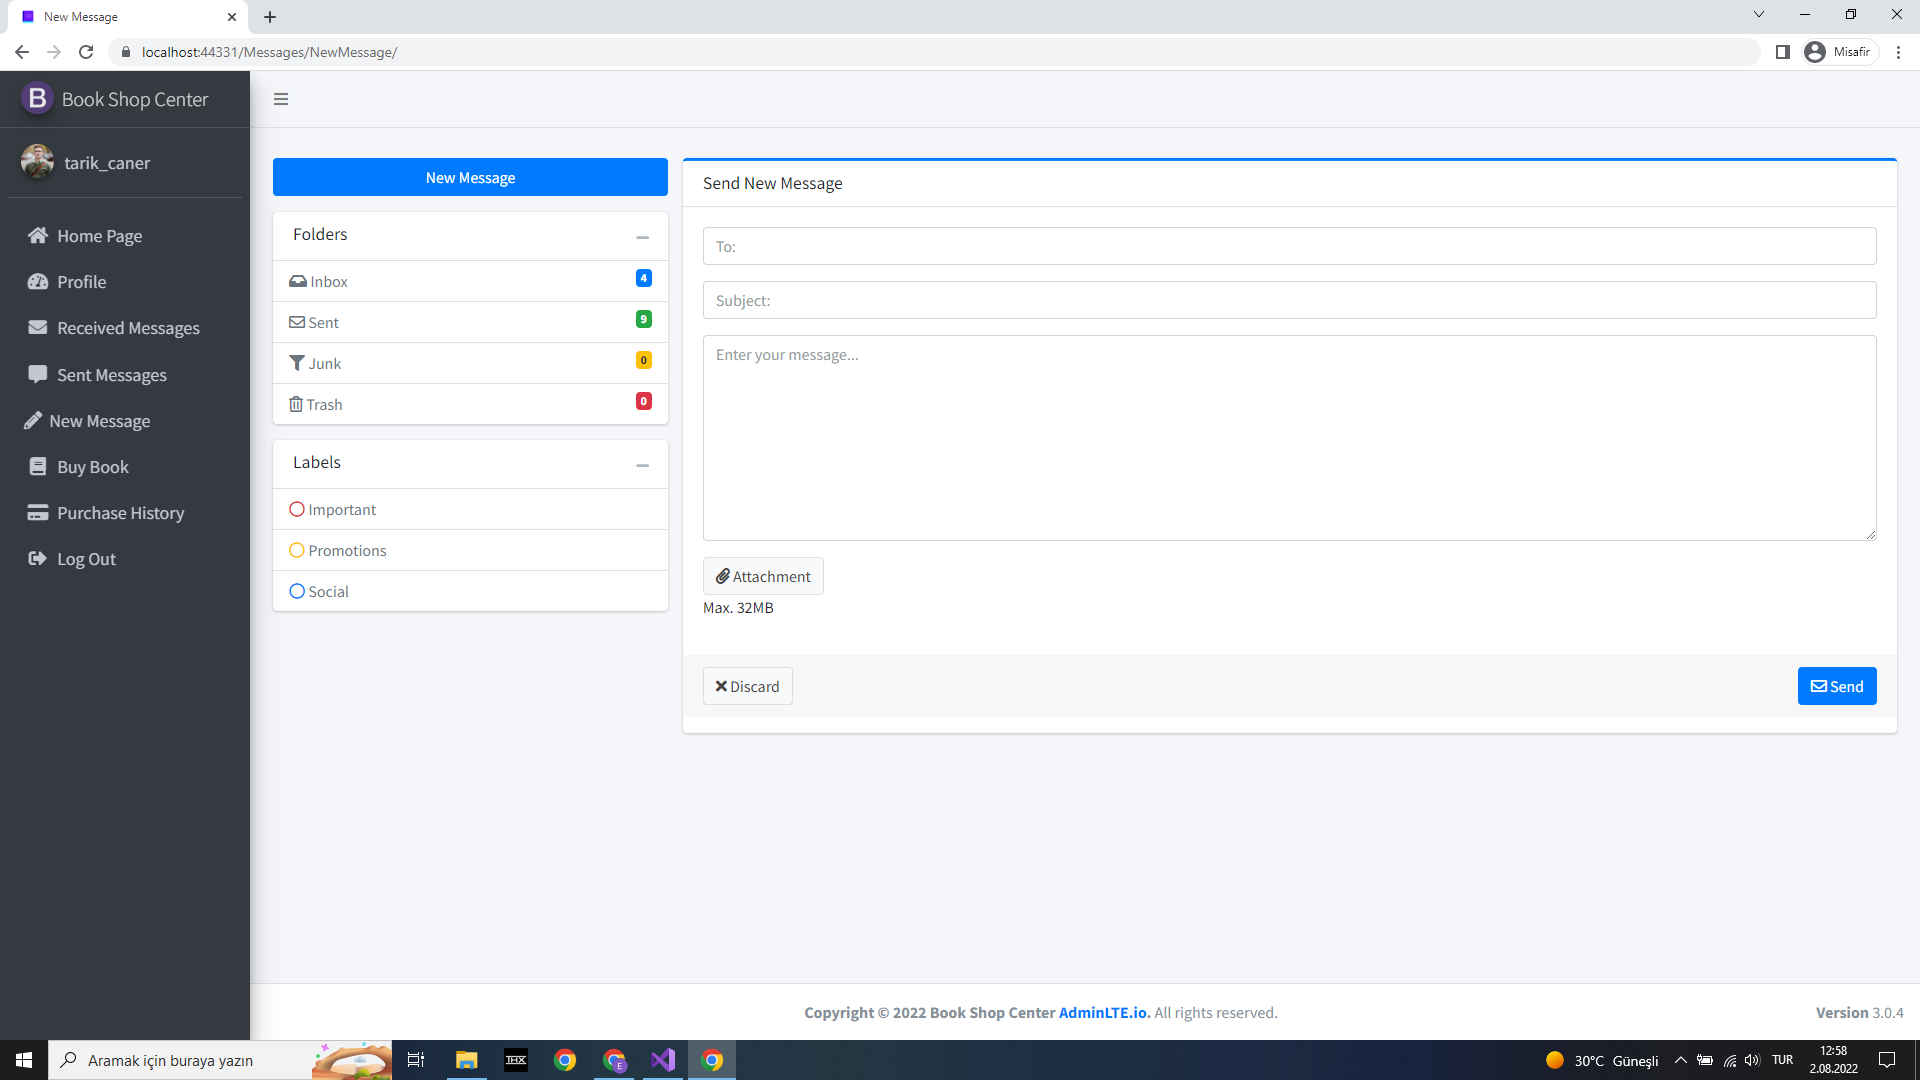 New Message
localhost:44331/Messages/NewMessage/
Misafir
B Book Shop Center
tarik_caner
Home Page
Profile
Received Messages
Sent Messages
New Message
Buy Book
Purchase History
Log Out
New Message
Folders
Inbox 4
Sent 9
Junk 0
Trash 0
Labels
Important
Promotions
Social
Send New Message
To:
Subject:
Enter your message...
Attachment
Max. 32MB
Discard
Send
Copyright © 2022 Book Shop Center AdminLTE.io. All rights reserved.
Version 3.0.4
Aramak için buraya yazın
THX
E
30°C Güneşli
TUR
12:58
2.08.2022